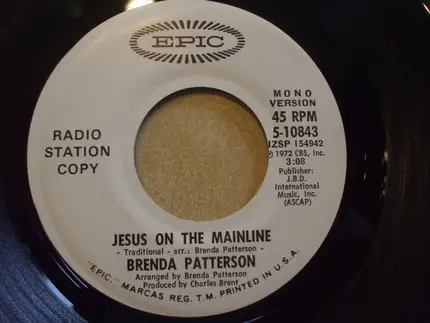 EPIC
MONO
VERSION
45 RPM
5-10843
JZSP 154942
℗ 1972 CBS, Inc.
3:08
Publisher:
J.B.D.
International
Music, Inc.
(ASCAP)
RADIO
STATION
COPY
JESUS ON THE MAINLINE
- Traditional - arr.: Brenda Patterson -
BRENDA PATTERSON
Arranged by Brenda Patterson
Produced by Charles Brent
"EPIC," MARCAS REG. T.M. PRINTED IN U.S.A.